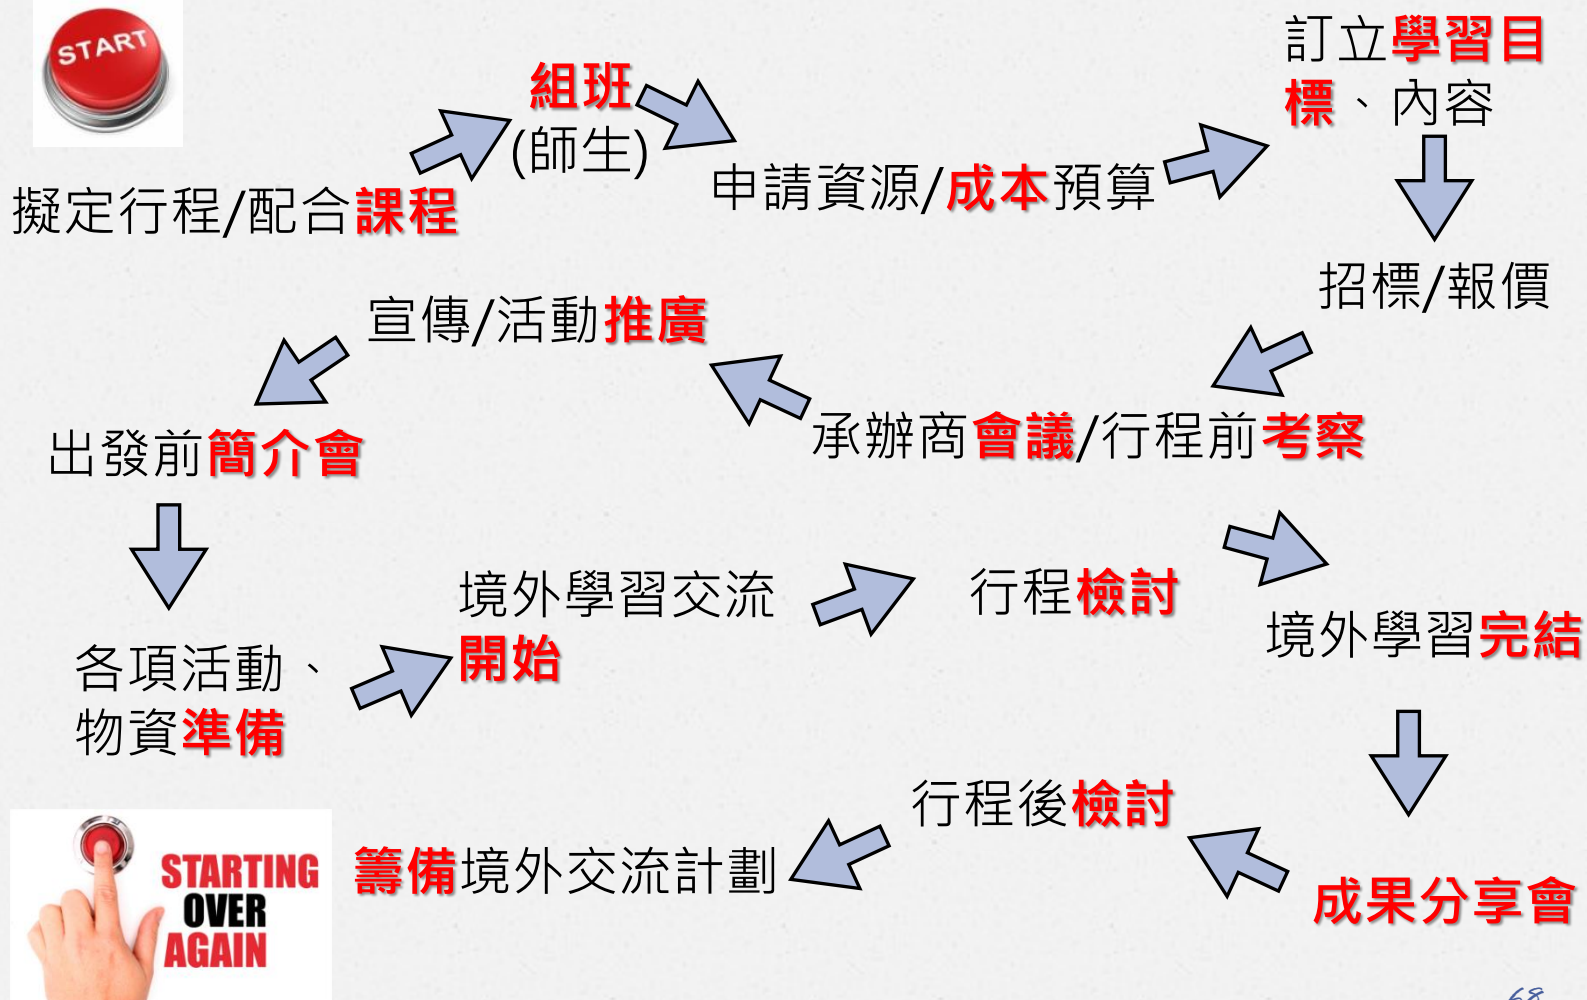 START
擬定行程/配合課程
組班
(師生)
申請資源/成本預算
訂立學習目
標、內容
招標/報價
承辦商會議/行程前考察
宣傳/活動推廣
出發前簡介會
各項活動、
物資準備
境外學習交流
開始
行程檢討
境外學習完結
成果分享會
行程後檢討
籌備境外交流計劃
STARTING
OVER
AGAIN
68